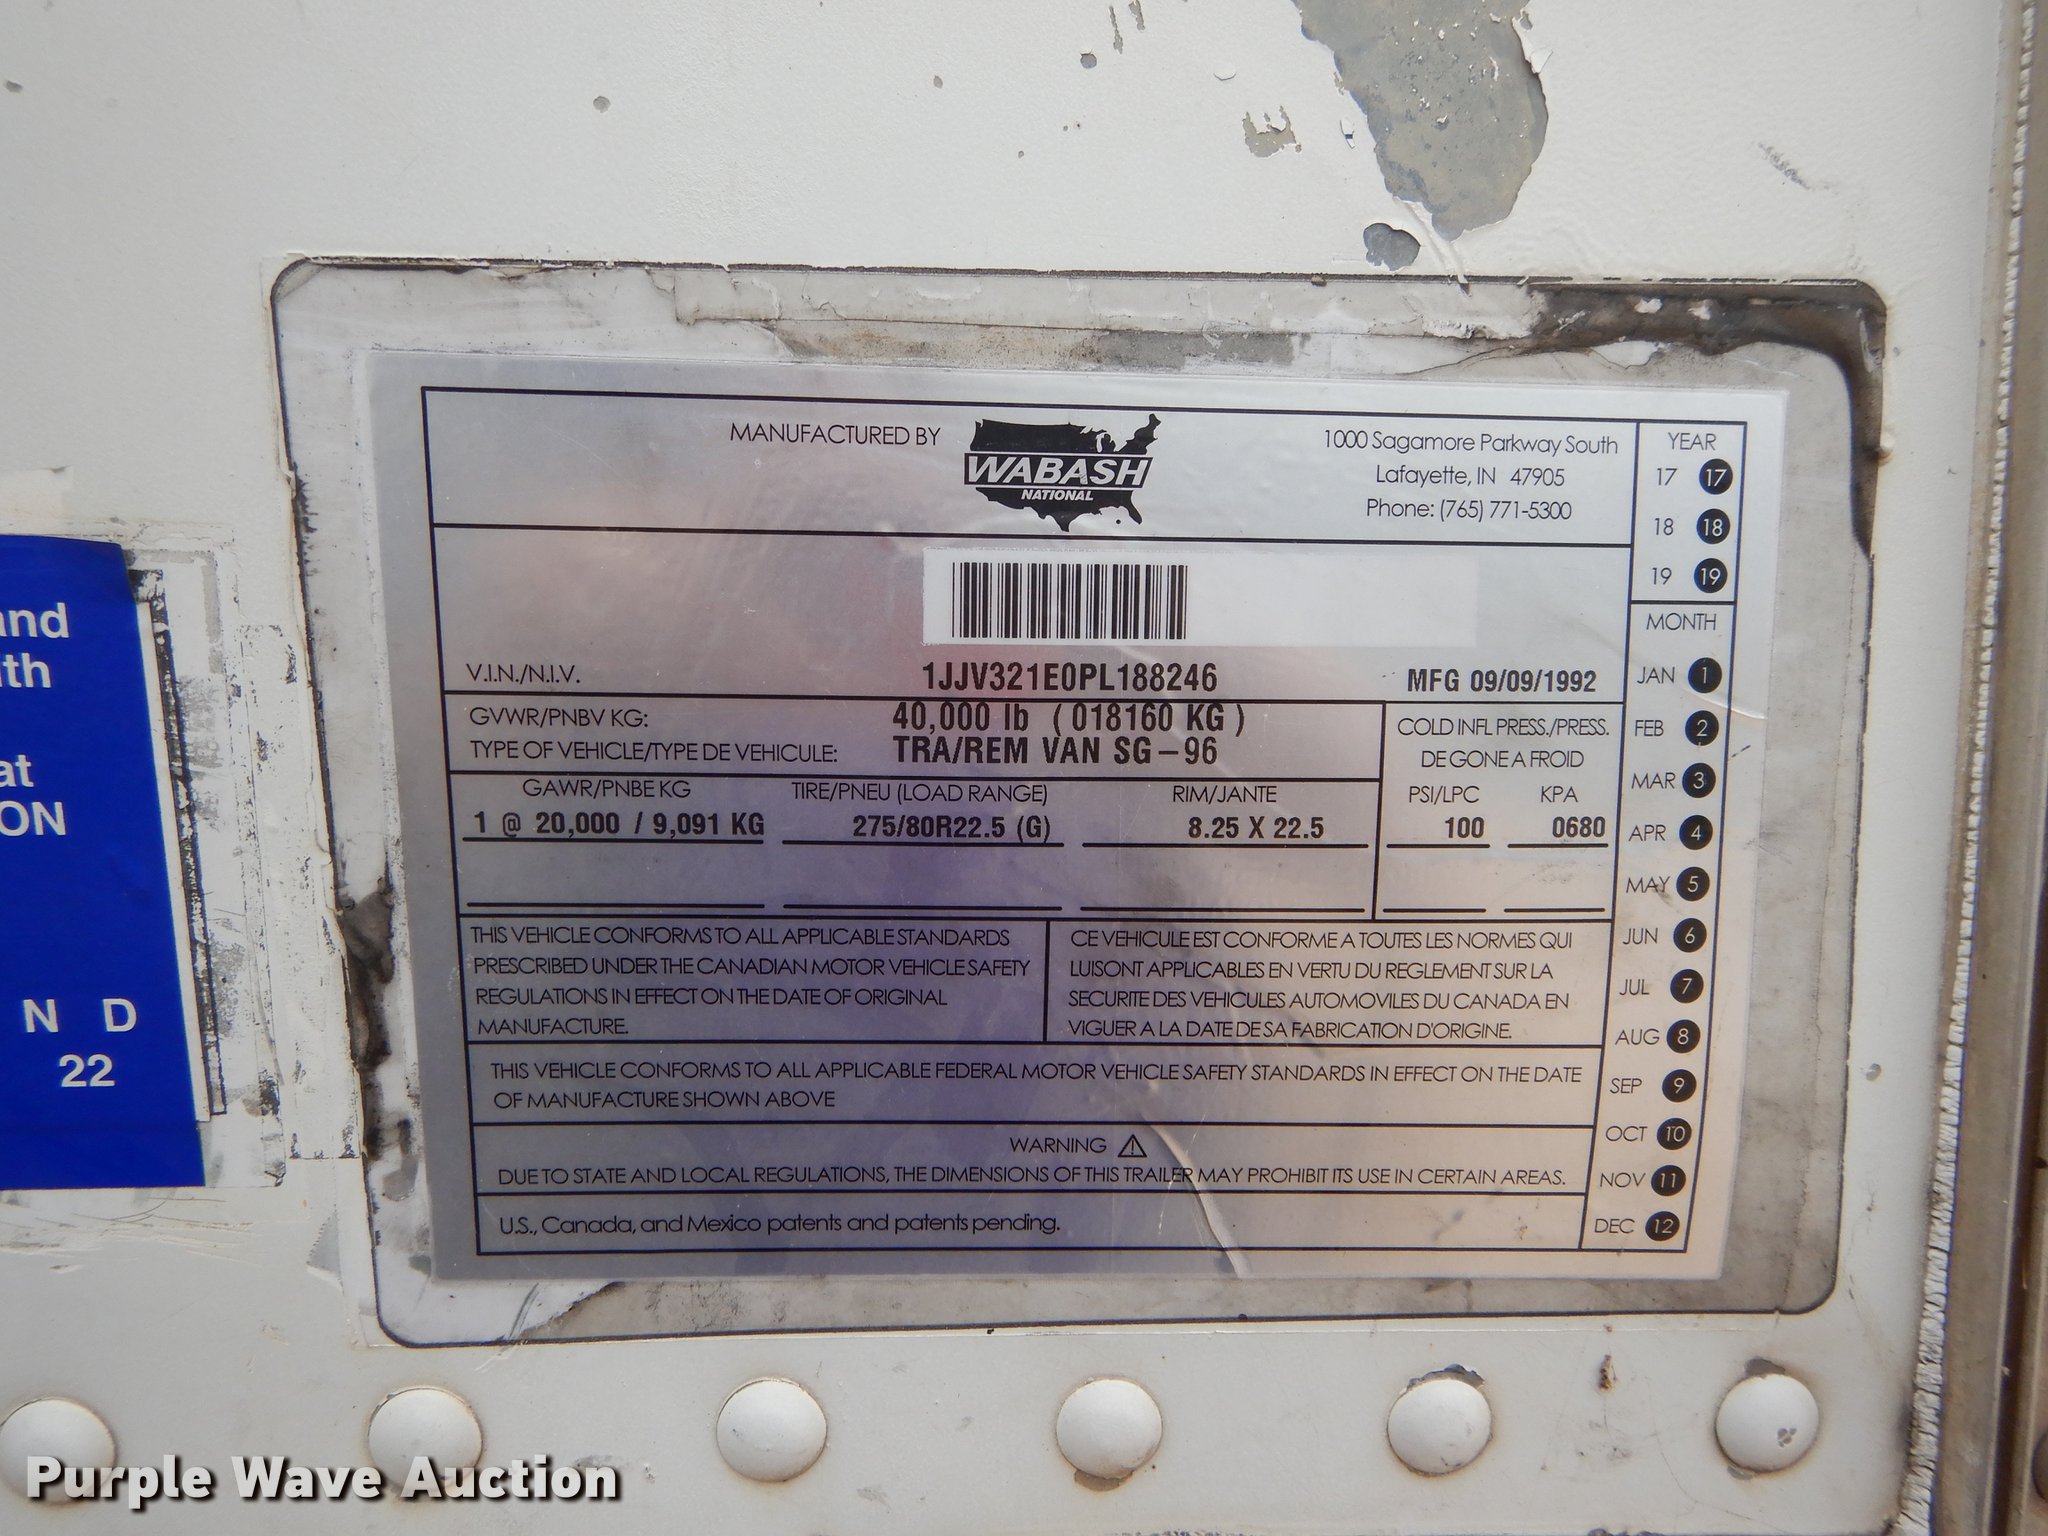 MANUFACTURED BY
WABASH
NATIONAL
1000 Sagamore Parkway South
Lafayette, IN 47905
Phone: (765) 771-5300
YEAR
17 17
18 18
19 19
V.I.N./N.I.V. 1JJV321E0PL188246 MFG 09/09/1992
GVWR/PNBV KG: 40,000 lb ( 018160 KG )
TYPE OF VEHICLE/TYPE DE VEHICULE: TRA/REM VAN SG-96
COLD INFL PRESS./PRESS.
DE GONE A FROID
GAWR/PNBE KG TIRE/PNEU (LOAD RANGE) RIM/JANTE PSI/LPC KPA
1 @ 20,000 / 9,091 KG 275/80R22.5 (G) 8.25 X 22.5 100 0680
THIS VEHICLE CONFORMS TO ALL APPLICABLE STANDARDS
PRESCRIBED UNDER THE CANADIAN MOTOR VEHICLE SAFETY
REGULATIONS IN EFFECT ON THE DATE OF ORIGINAL
MANUFACTURE.
CE VEHICULE EST CONFORME A TOUTES LES NORMES QUI
LUISONT APPLICABLES EN VERTU DU REGLEMENT SUR LA
SECURITE DES VEHICULES AUTOMOVILES DU CANADA EN
VIGUER A LA DATE DE SA FABRICATION D'ORIGINE.
THIS VEHICLE CONFORMS TO ALL APPLICABLE FEDERAL MOTOR VEHICLE SAFETY STANDARDS IN EFFECT ON THE DATE
OF MANUFACTURE SHOWN ABOVE
WARNING
DUE TO STATE AND LOCAL REGULATIONS, THE DIMENSIONS OF THIS TRAILER MAY PROHIBIT ITS USE IN CERTAIN AREAS.
U.S., Canada, and Mexico patents and patents pending.
MONTH
JAN 1
FEB 2
MAR 3
APR 4
MAY 5
JUN 6
JUL 7
AUG 8
SEP 9
OCT 10
NOV 11
DEC 12
and
ith
at
ON
N D
22
Purple Wave Auction